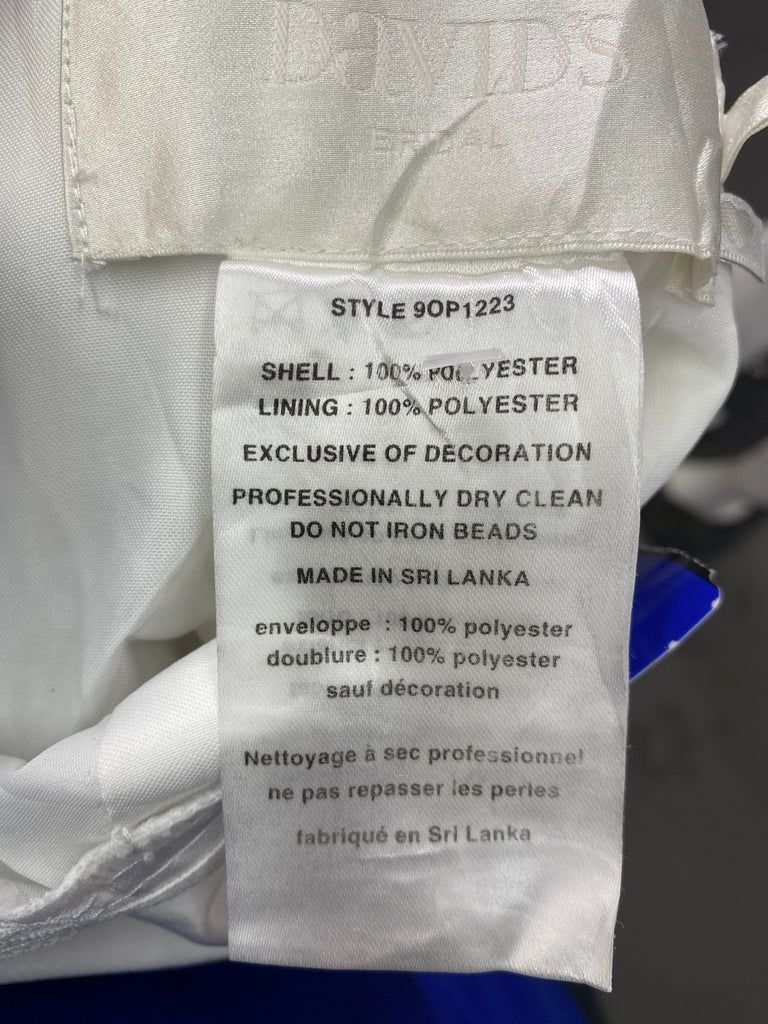 DAVID'S
BRIDAL
STYLE 9OP1223
SHELL : 100% POLYESTER
LINING : 100% POLYESTER
EXCLUSIVE OF DECORATION
PROFESSIONALLY DRY CLEAN
DO NOT IRON BEADS
MADE IN SRI LANKA
enveloppe : 100% polyester
doublure : 100% polyester
sauf décoration
Nettoyage à sec professionnel
ne pas repasser les perles
fabriqué en Sri Lanka